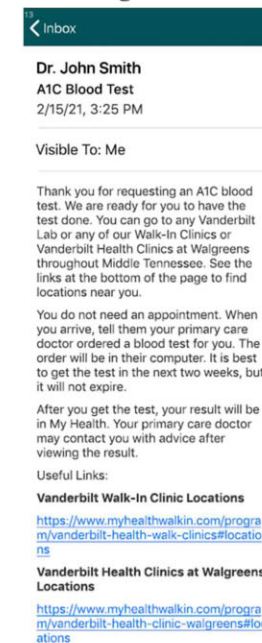 13
Inbox
Dr. John Smith
A1C Blood Test
2/15/21, 3:25 PM
Visible To: Me
Thank you for requesting an A1C blood
test. We are ready for you to have the
test done. You can go to any Vanderbilt
Lab or any of our Walk-In Clinics or
Vanderbilt Health Clinics at Walgreens
throughout Middle Tennessee. See the
links at the bottom of the page to find
locations near you.
You do not need an appointment. When
you arrive, tell them your primary care
doctor ordered a blood test for you. The
order will be in their computer. It is best
to get the test in the next two weeks, but
it will not expire.
After you get the test, your result will be
in My Health. Your primary care doctor
may contact you with advice after
viewing the result.
Useful Links:
Vanderbilt Walk-In Clinic Locations
https://www.myhealthwalkin.com/progra
m/vanderbilt-health-walk-clinics#locatio
ns
Vanderbilt Health Clinics at Walgreens
Locations
https://www.myhealthwalkin.com/progra
m/vanderbilt-health-clinic-walgreens#loc
ations